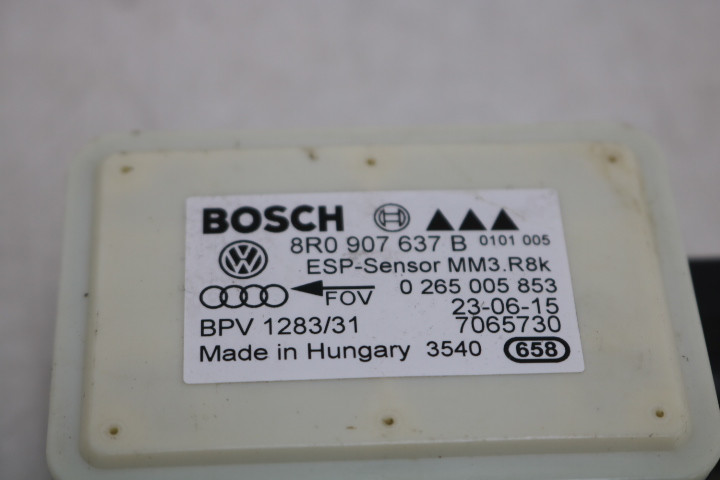 BOSCH
8R0 907 637 B 0101 005
ESP-Sensor MM3.R8k
FOV 0 265 005 853
23-06-15
BPV 1283/31 7065730
Made in Hungary 3540 658